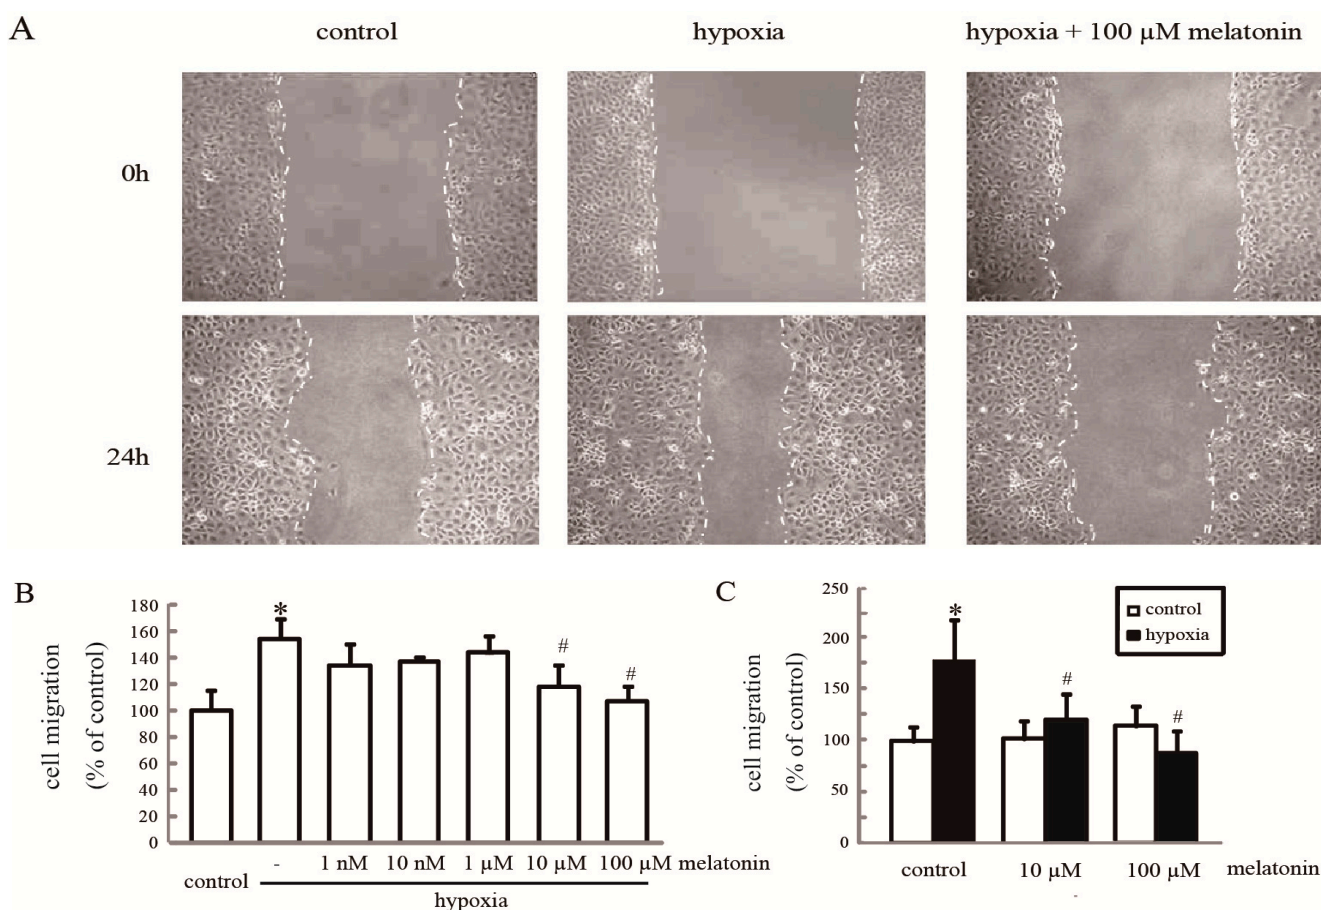 A
control hypoxia hypoxia + 100 µM melatonin
0h
24h
B
cell migration
(% of control)
180
160
140
120
100
80
60
40
20
0
*
#
#
- 1 nM 10 nM 1 µM 10 µM 100 µM melatonin
control
hypoxia
C
cell migration
(% of control)
250
200
150
100
50
0
control
hypoxia
*
#
#
control 10 µM 100 µM melatonin
-